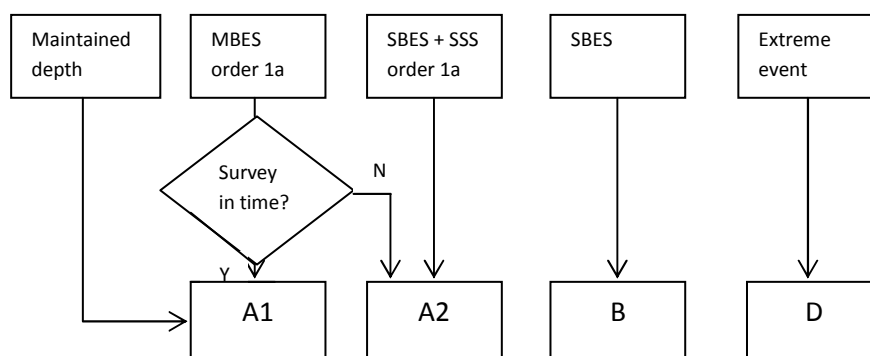 Maintained
depth
MBES
order 1a
SBES + SSS
order 1a
SBES
Extreme
event
Survey
in time?
N
Y
A1
A2
B
D